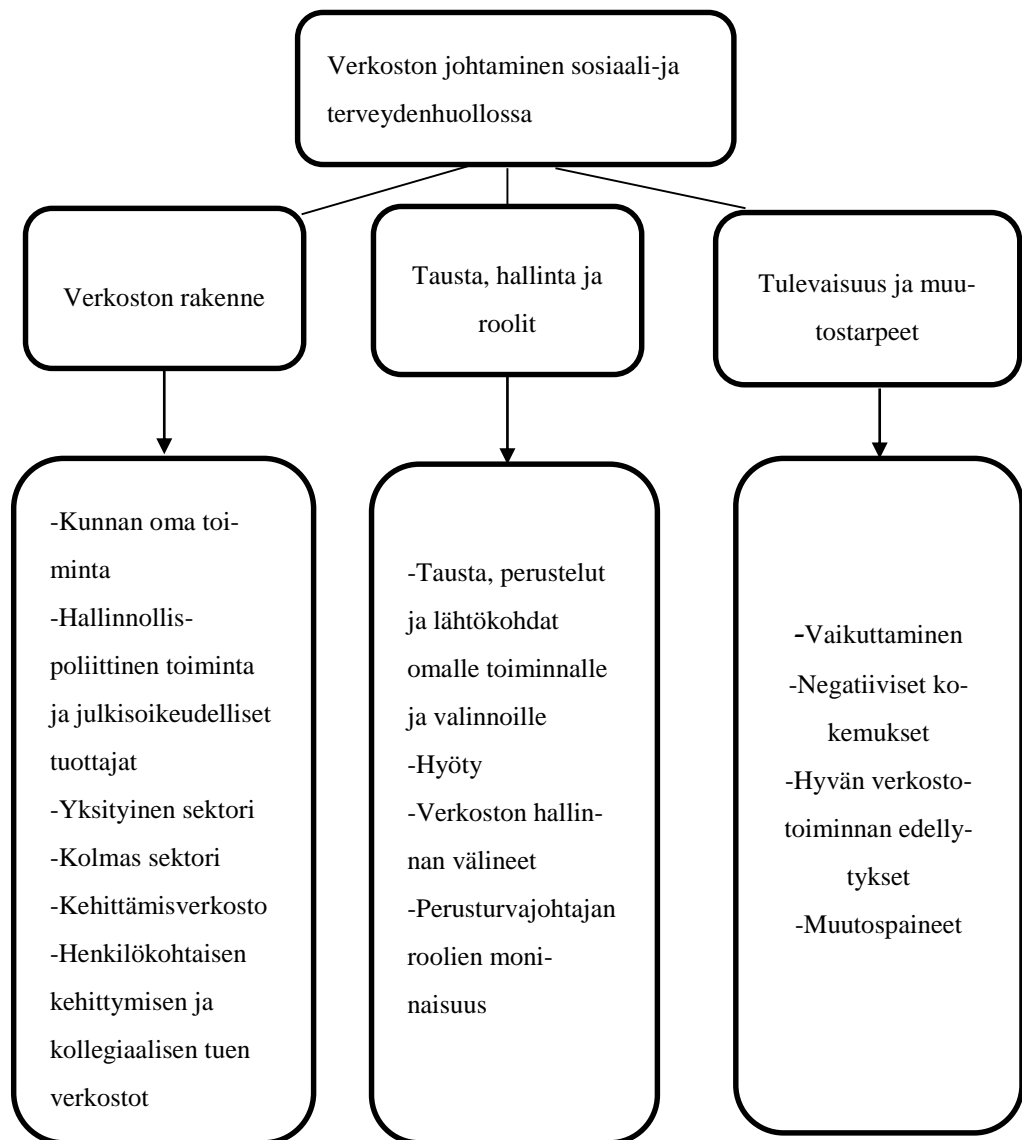 Verkoston johtaminen sosiaali-ja
terveydenhuollossa
Verkoston rakenne
Tausta, hallinta ja
roolit
Tulevaisuus ja muu-
tostarpeet
-Kunnan oma toi-
minta
-Hallinnollis-
poliittinen toiminta
ja julkisoikeudelliset
tuottajat
-Yksityinen sektori
-Kolmas sektori
-Kehittämisverkosto
-Henkilökohtaisen
kehittymisen ja
kollegiaalisen tuen
verkostot
-Tausta, perustelut
ja lähtökohdat
omalle toiminnalle
ja valinnoille
-Hyöty
-Verkoston hallin-
nan välineet
-Perusturvajohtajan
roolien moni-
naisuus
-Vaikuttaminen
-Negatiiviset ko-
kemukset
-Hyvän verkosto-
toiminnan edelly-
tykset
-Muutospaineet